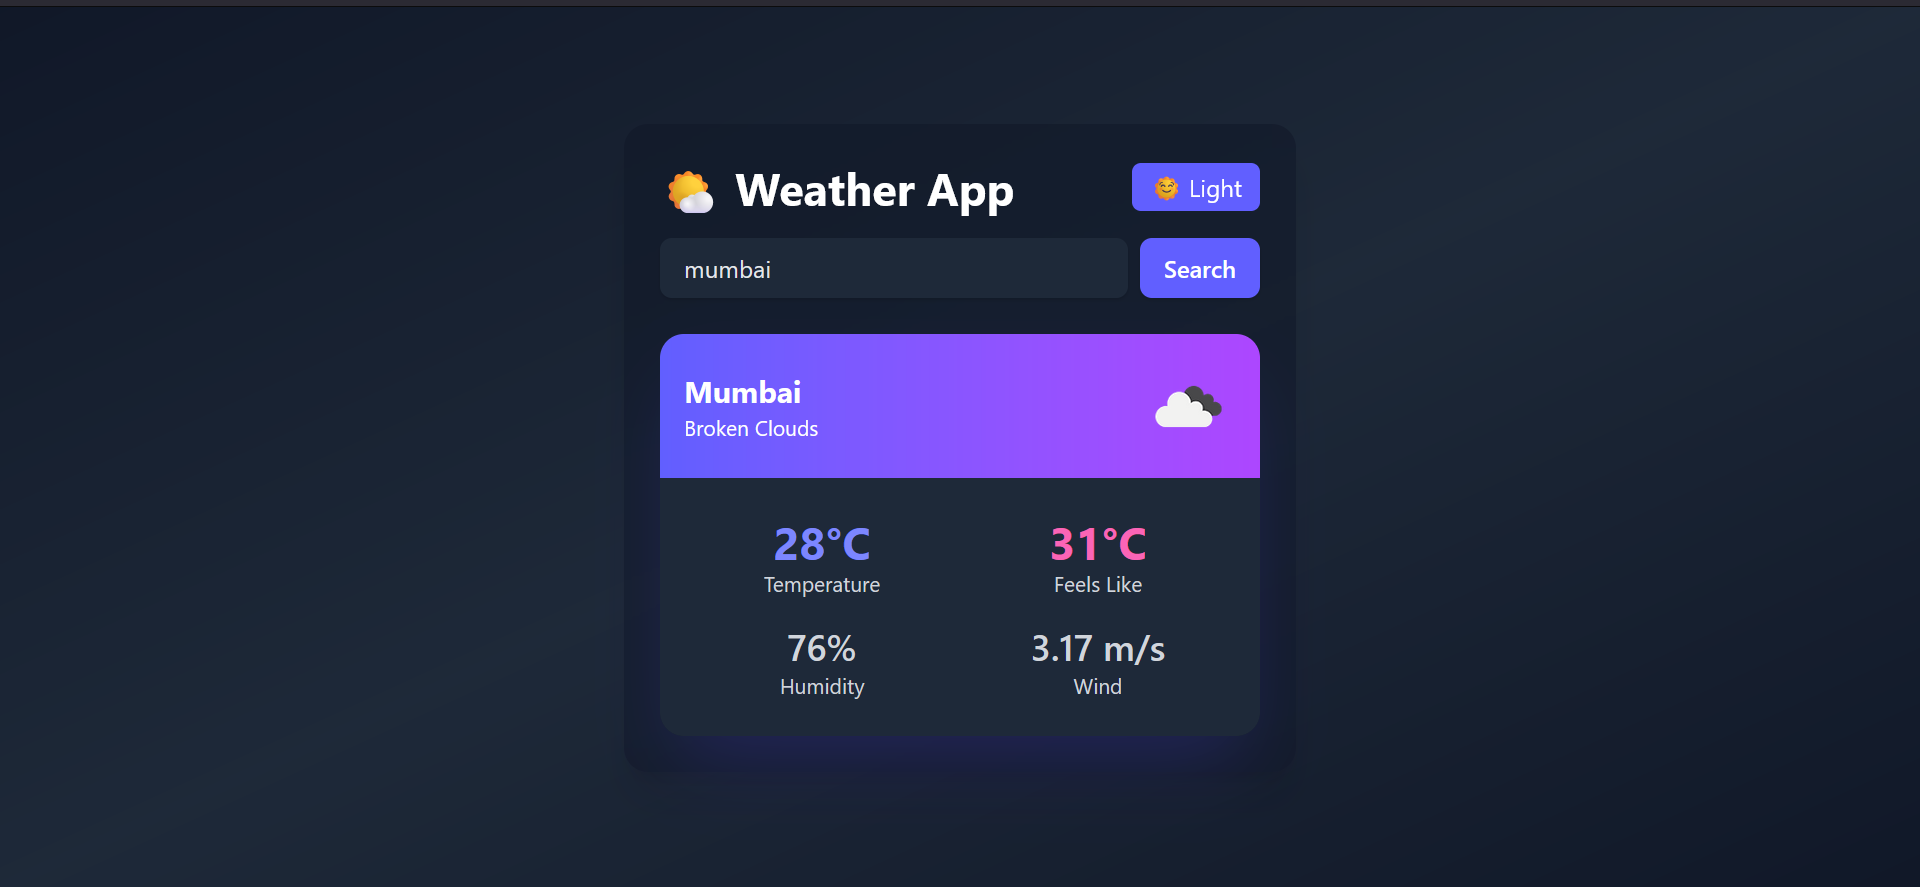 Weather App
Light
mumbai
Search
Mumbai
Broken Clouds
28°C
Temperature
31°C
Feels Like
76%
Humidity
3.17 m/s
Wind